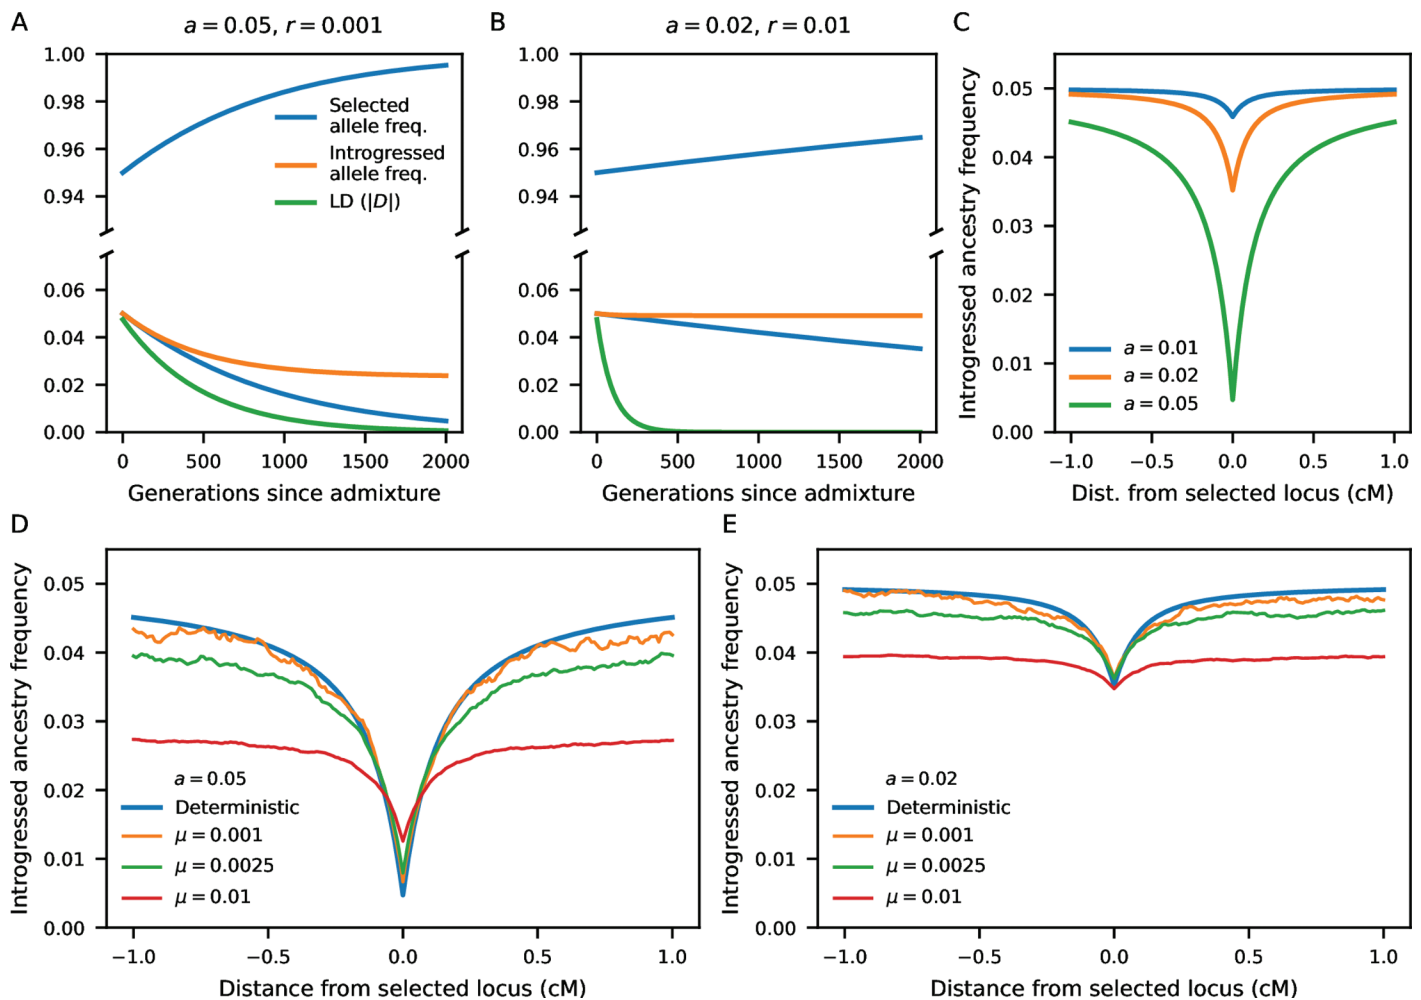 A
a = 0.05, r = 0.001
1.00
0.98
0.96
0.94
0.06
0.04
0.02
0.00
Selected
allele freq.
Introgressed
allele freq.
LD (|D|)
0
500
1000
1500
2000
Generations since admixture
B
a = 0.02, r = 0.01
1.00
0.98
0.96
0.94
0.06
0.04
0.02
0.00
0
500
1000
1500
2000
Generations since admixture
C
Introgressed ancestry frequency
0.05
0.04
0.03
0.02
0.01
0.00
a = 0.01
a = 0.02
a = 0.05
−1.0
−0.5
0.0
0.5
1.0
Dist. from selected locus (cM)
D
Introgressed ancestry frequency
0.05
0.04
0.03
0.02
0.01
0.00
a = 0.05
Deterministic
μ = 0.001
μ = 0.0025
μ = 0.01
−1.0
−0.5
0.0
0.5
1.0
Distance from selected locus (cM)
E
Introgressed ancestry frequency
0.05
0.04
0.03
0.02
0.01
0.00
a = 0.02
Deterministic
μ = 0.001
μ = 0.0025
μ = 0.01
−1.0
−0.5
0.0
0.5
1.0
Distance from selected locus (cM)